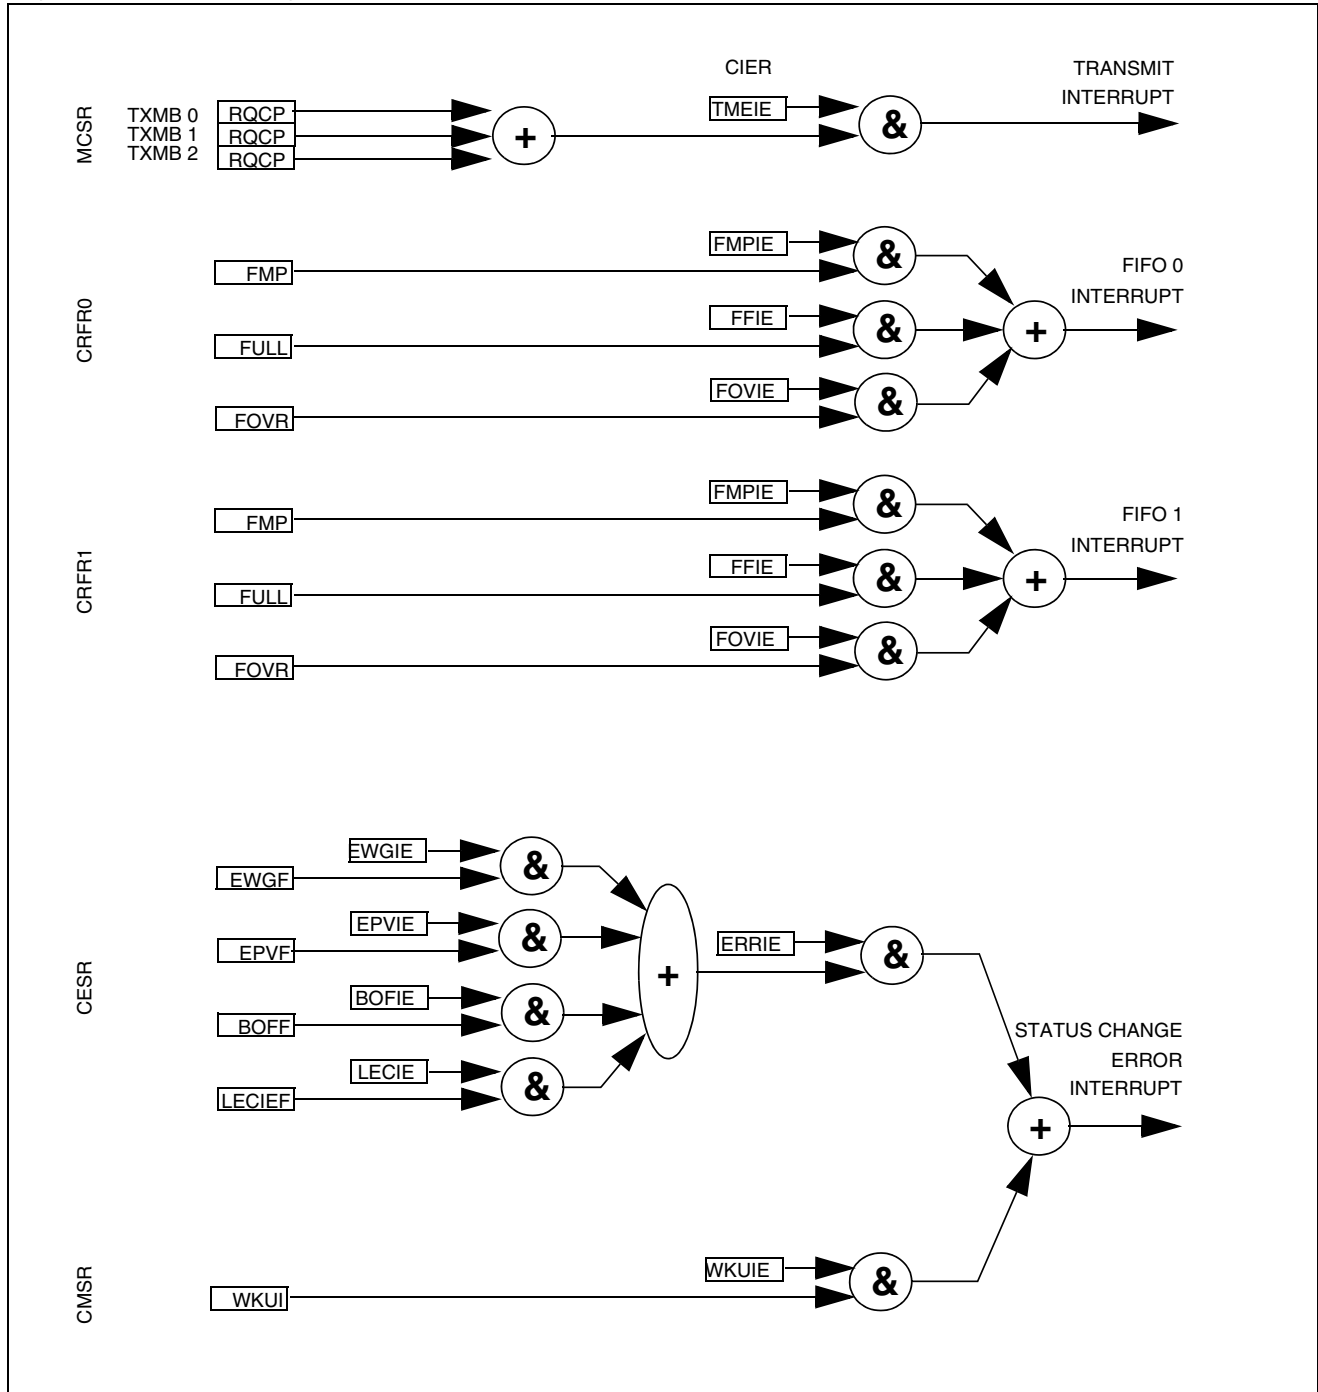 CIER
TRANSMIT
INTERRUPT
MCSR
TXMB 0
RQCP
TXMB 1
RQCP
TXMB 2
RQCP
+
TMEIE
&
CRFR0
FMPIE
FMP
&
FFIE
FULL
&
FOVIE
FOVR
&
+
FIFO 0
INTERRUPT
CRFR1
FMPIE
FMP
&
FFIE
FULL
&
FOVIE
FOVR
&
+
FIFO 1
INTERRUPT
CESR
EWGIE
EWGF
&
EPVIE
EPVF
&
BOFIE
BOFF
&
LECIE
LECIEF
&
+
ERRIE
&
STATUS CHANGE
ERROR
INTERRUPT
+
CMSR
WKUIE
WKUI
&